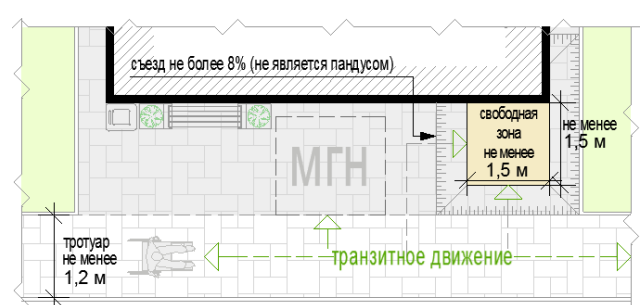 съезд не более 8% (не является пандусом)
свободная
зона
не менее
1,5 м
не менее
1,5 м
МГН
тротуар
не менее
1,2 м
транзитное движение